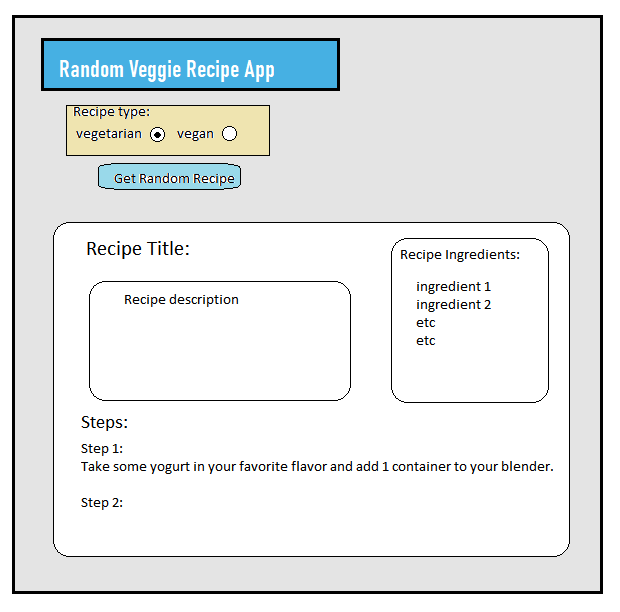 Random Veggie Recipe App
Recipe type:
vegetarian vegan
Get Random Recipe
Recipe Title:
Recipe description
Recipe Ingredients:
ingredient 1
ingredient 2
etc
etc
Steps:
Step 1:
Take some yogurt in your favorite flavor and add 1 container to your blender.
Step 2: